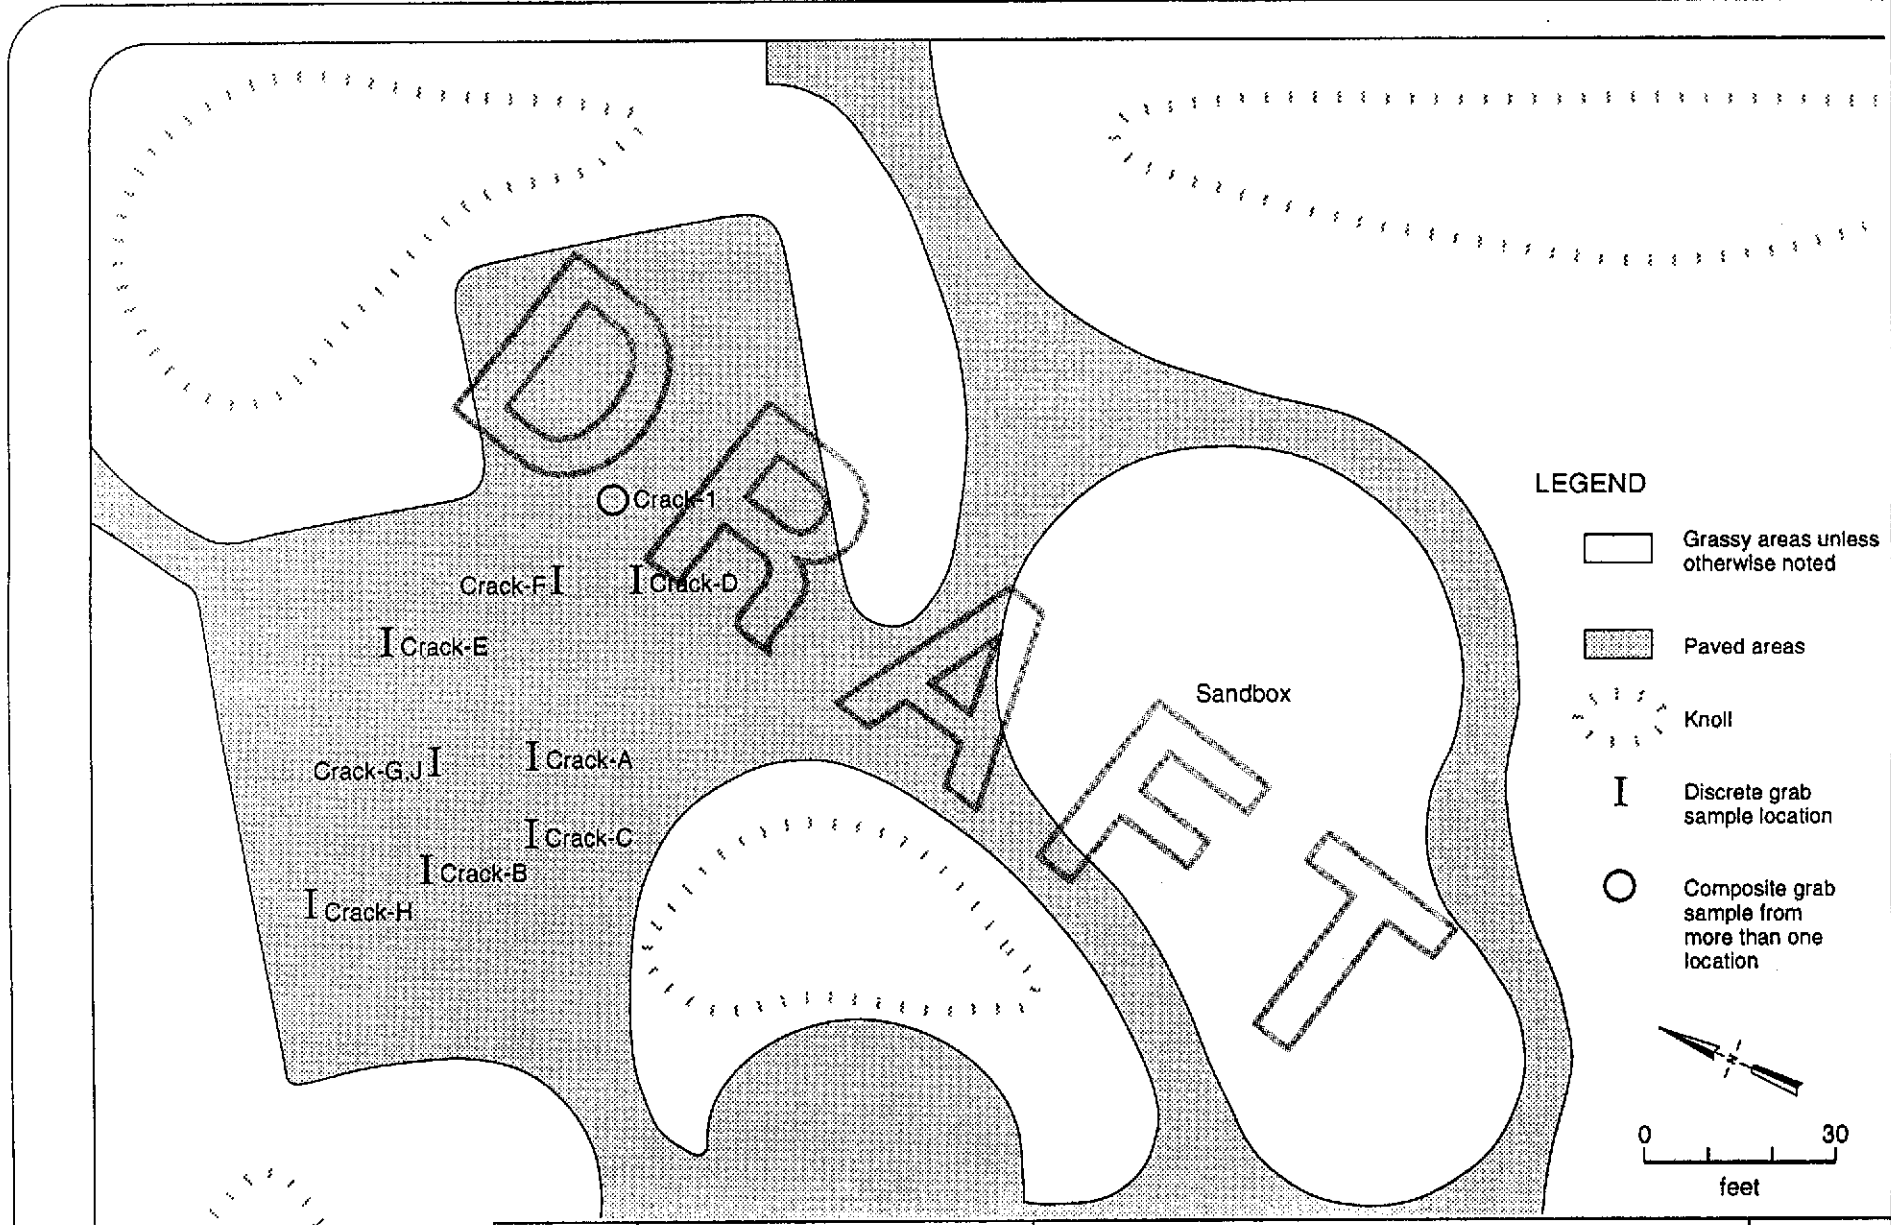 DRAFT
Crack-1
Crack-F
Crack-D
Crack-E
Crack-G,J
Crack-A
Crack-C
Crack-B
Crack-H
Sandbox
LEGEND
Grassy areas unless
otherwise noted
Paved areas
Knoll
Discrete grab
sample location
Composite grab
sample from
more than one
location
N
0 30
feet